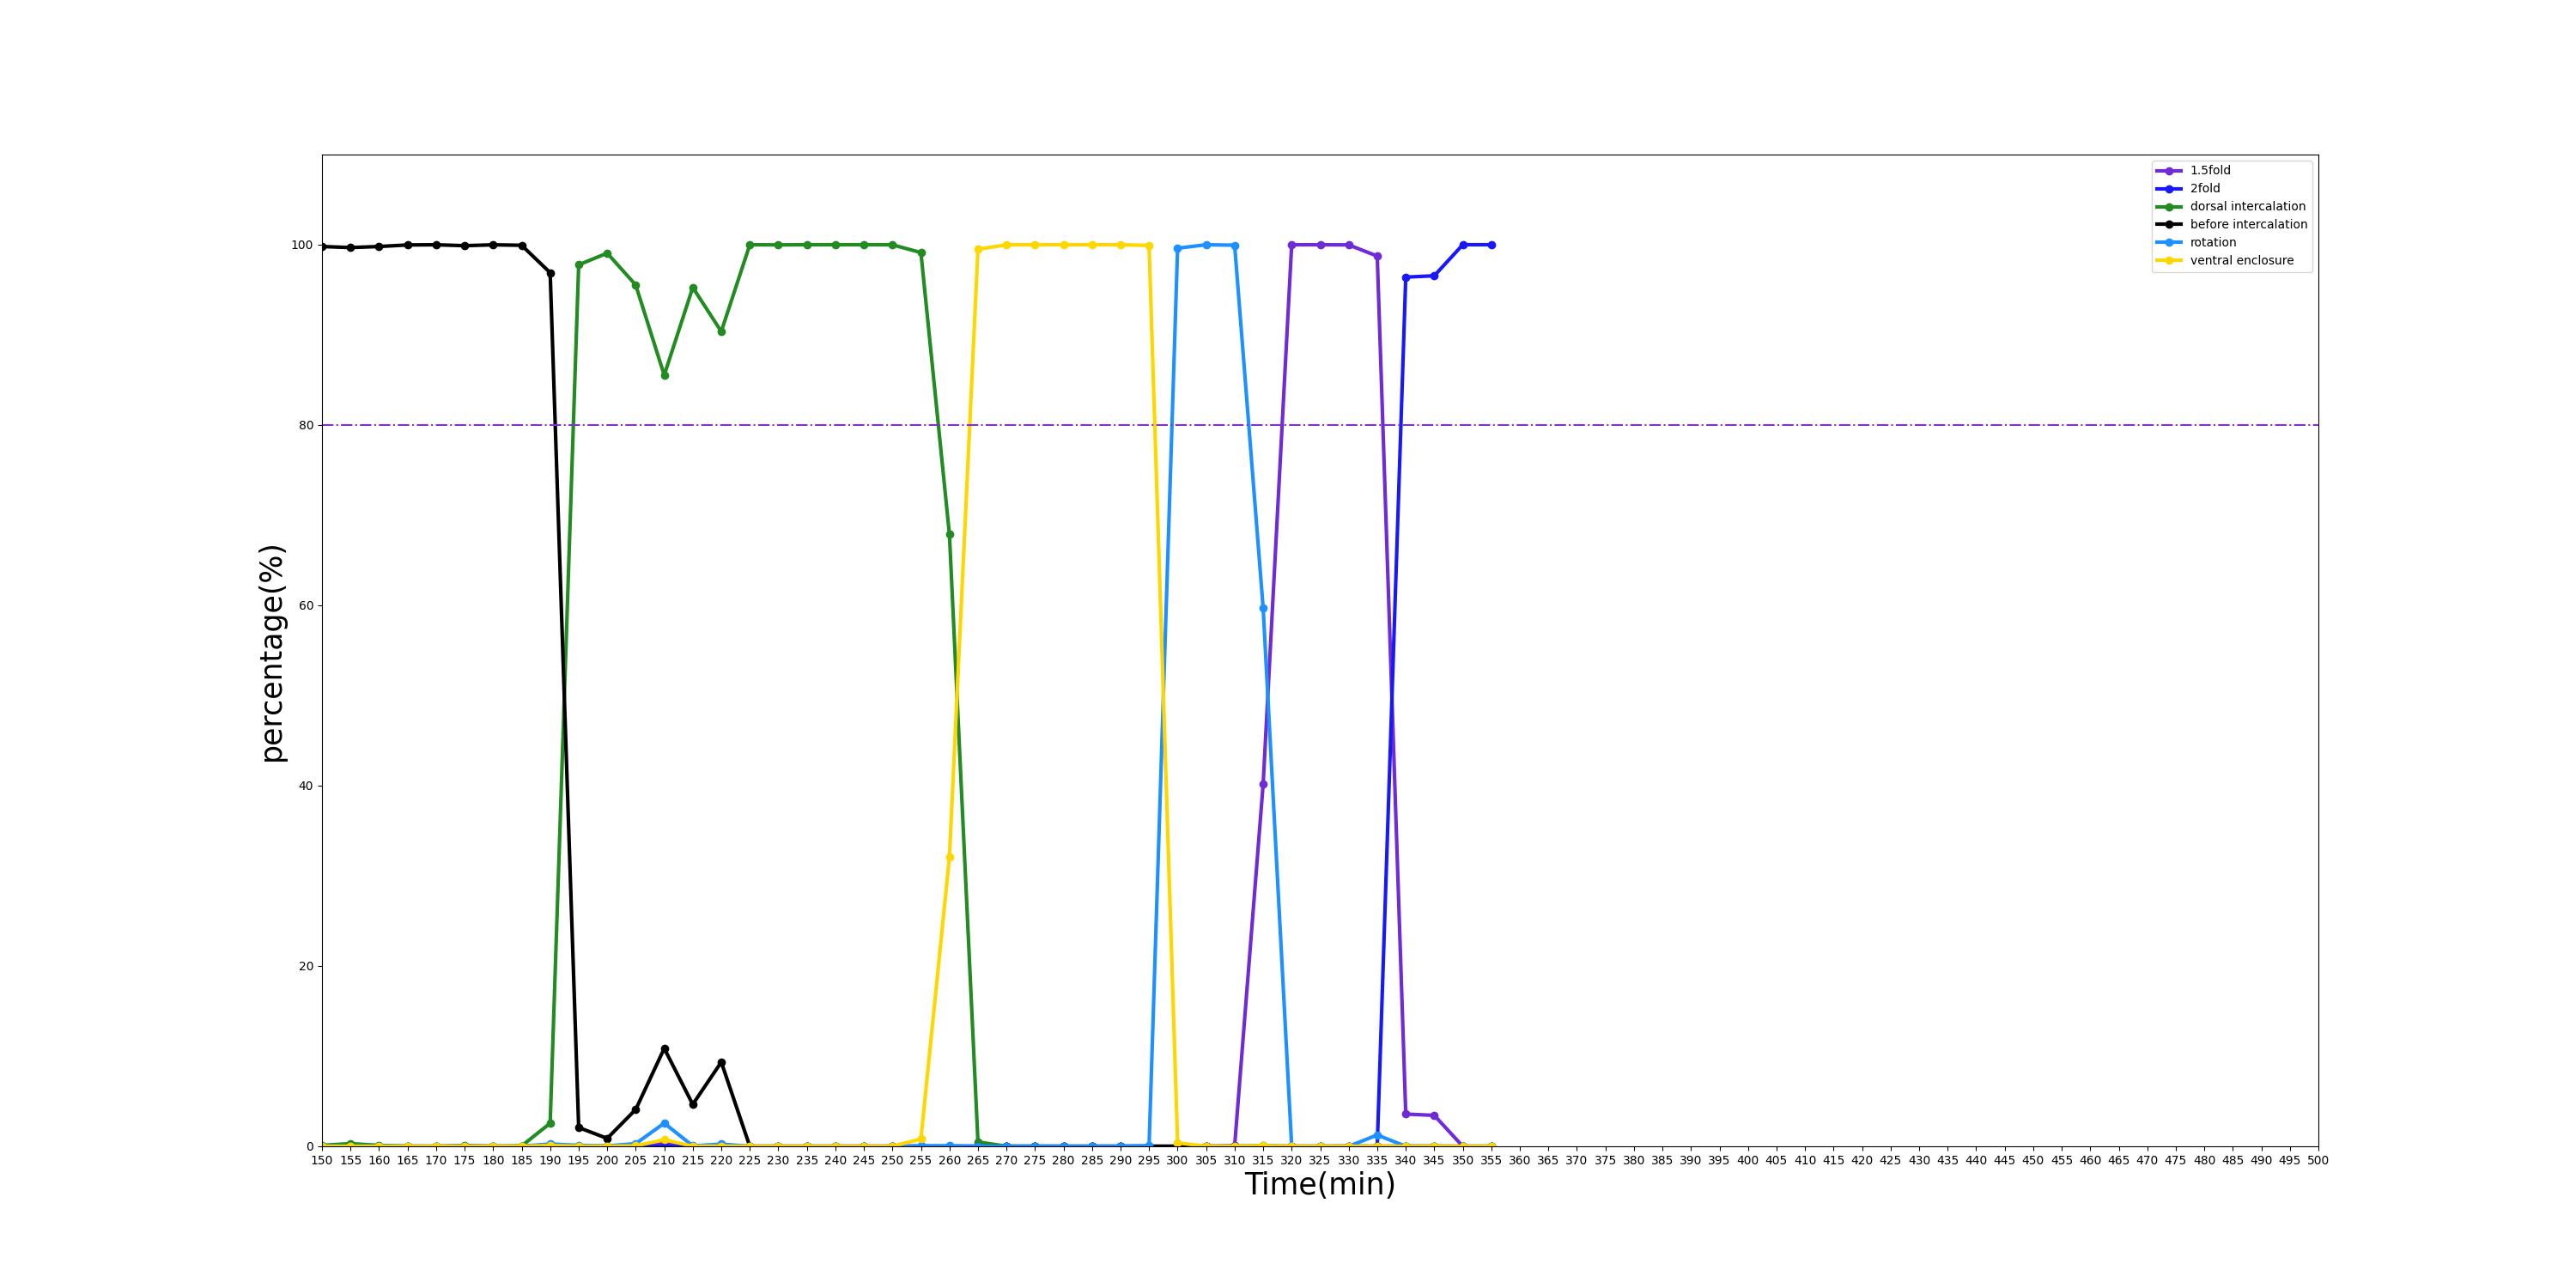 1.5fold
2fold
dorsal intercalation
before intercalation
rotation
ventral enclosure
100
80
60
40
20
0
percentage(%)
150 155 160 165 170 175 180 185 190 195 200 205 210 215 220 225 230 235 240 245 250 255 260 265 270 275 280 285 290 295 300 305 310 315 320 325 330 335 340 345 350 355 360 365 370 375 380 385 390 395 400 405 410 415 420 425 430 435 440 445 450 455 460 465 470 475 480 485 490 495 500
Time(min)